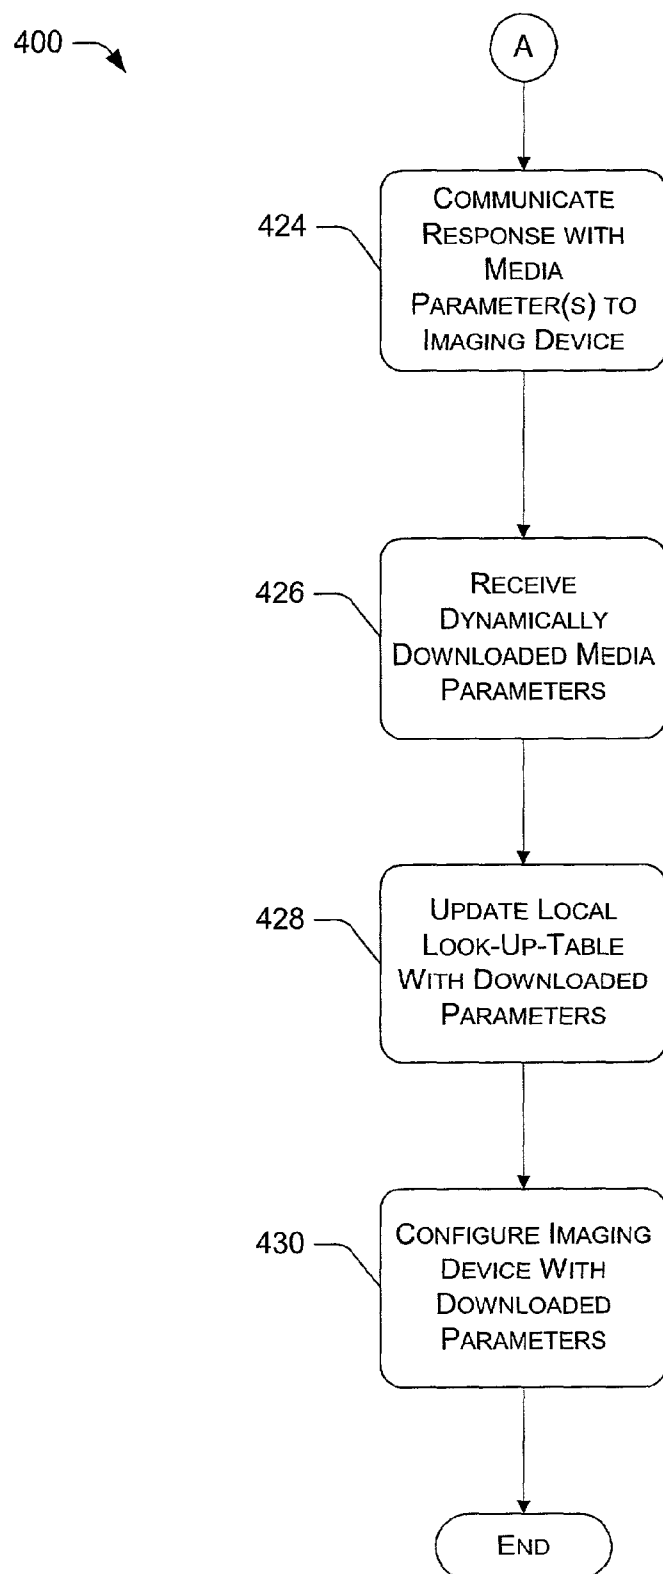 400
A
424
COMMUNICATE
RESPONSE WITH
MEDIA
PARAMETER(S) TO
IMAGING DEVICE
426
RECEIVE
DYNAMICALLY
DOWNLOADED MEDIA
PARAMETERS
428
UPDATE LOCAL
LOOK-UP-TABLE
WITH DOWNLOADED
PARAMETERS
430
CONFIGURE IMAGING
DEVICE WITH
DOWNLOADED
PARAMETERS
END